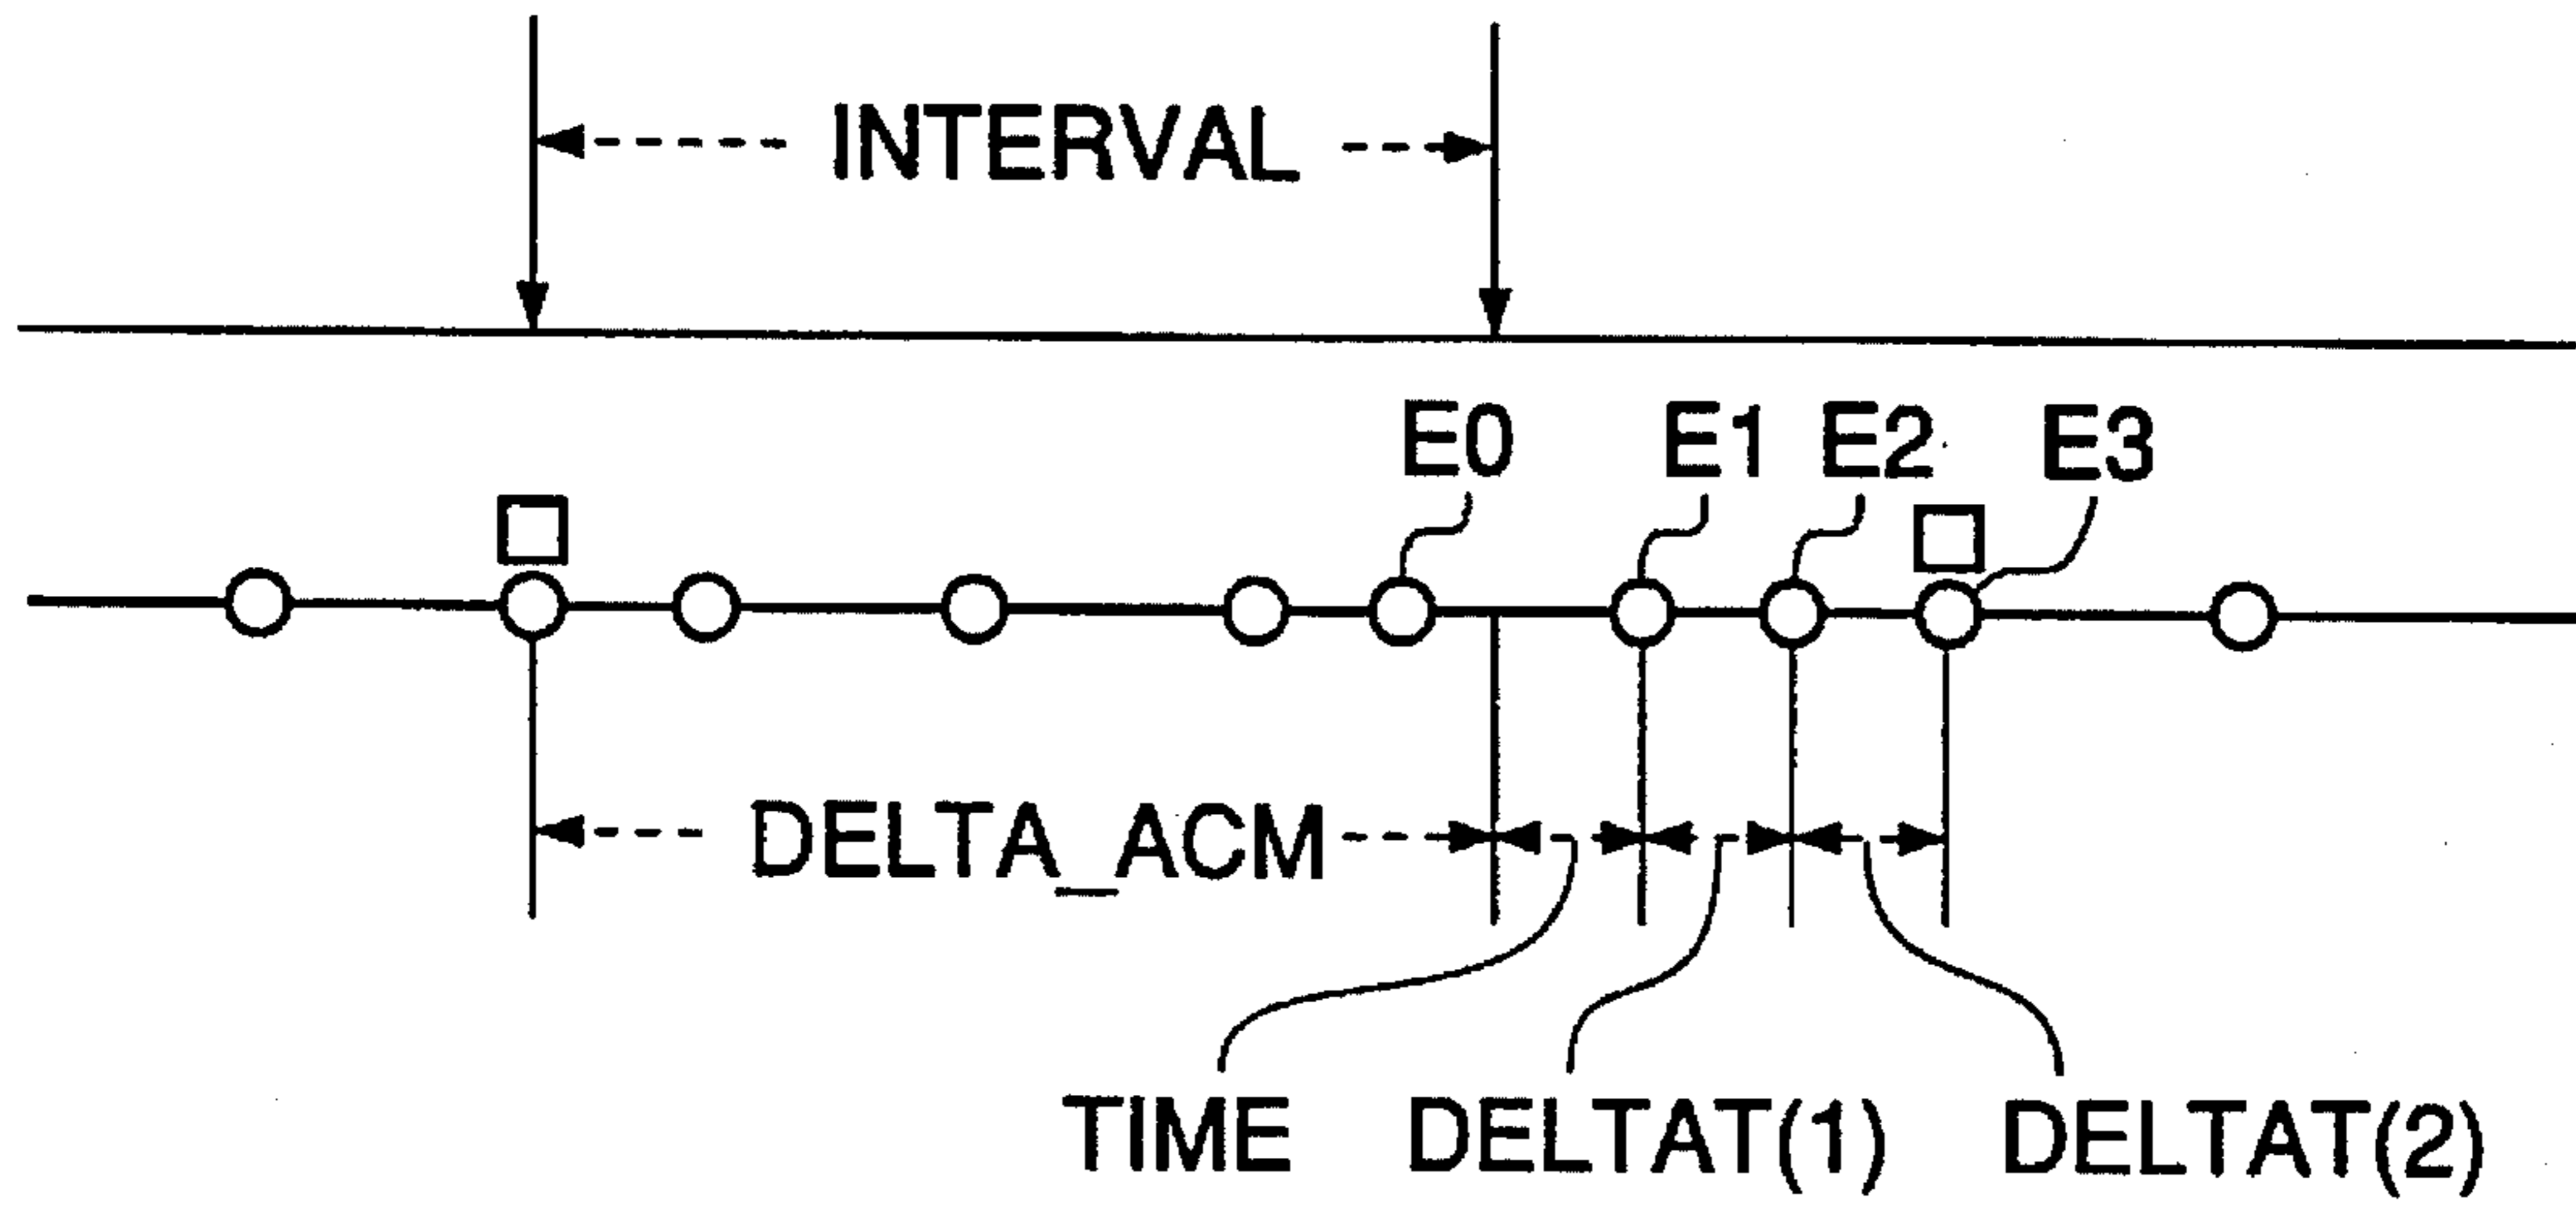 INTERVAL
E0 E1 E2 E3
DELTA_ACM
TIME DELTAT(1) DELTAT(2)